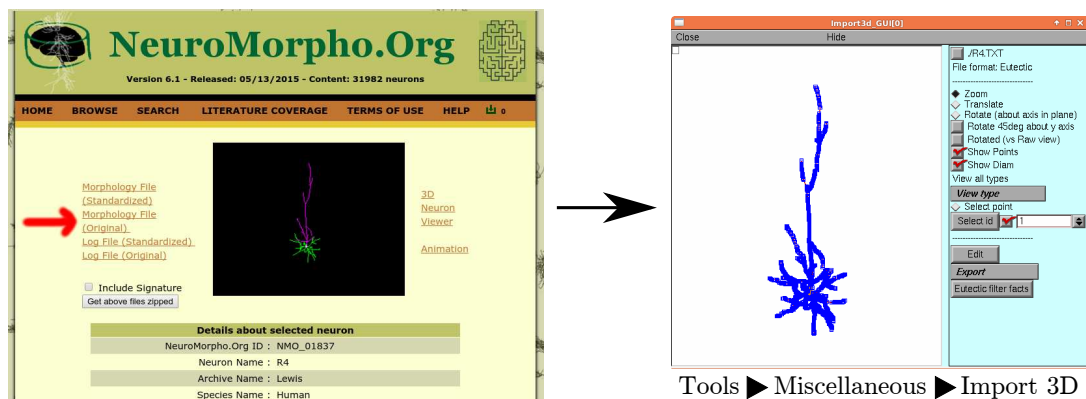 NeuroMorpho.Org
Version 6.1 - Released: 05/13/2015 - Content: 31982 neurons
HOME BROWSE SEARCH LITERATURE COVERAGE TERMS OF USE HELP 0
Morphology File
(Standardized)
Morphology File
(Original)
Log File (Standardized)
Log File (Original)
3D
Neuron
Viewer
Animation
Include Signature
Get above files zipped
Details about selected neuron
NeuroMorpho.Org ID : NMO_01837
Neuron Name : R4
Archive Name : Lewis
Species Name : Human
Import3d_GUI[0]
Close Hide
./R4.TXT
File format: Eutectic
-----------------------------
Zoom
Translate
Rotate (about axis in plane)
Rotate 45deg about y axis
Rotated (vs Raw view)
Show Points
Show Diam
View all types
View type
Select point
Select id 1
-----------------------------
Edit
Export
Eutectic filter facts
Tools ▶ Miscellaneous ▶ Import 3D